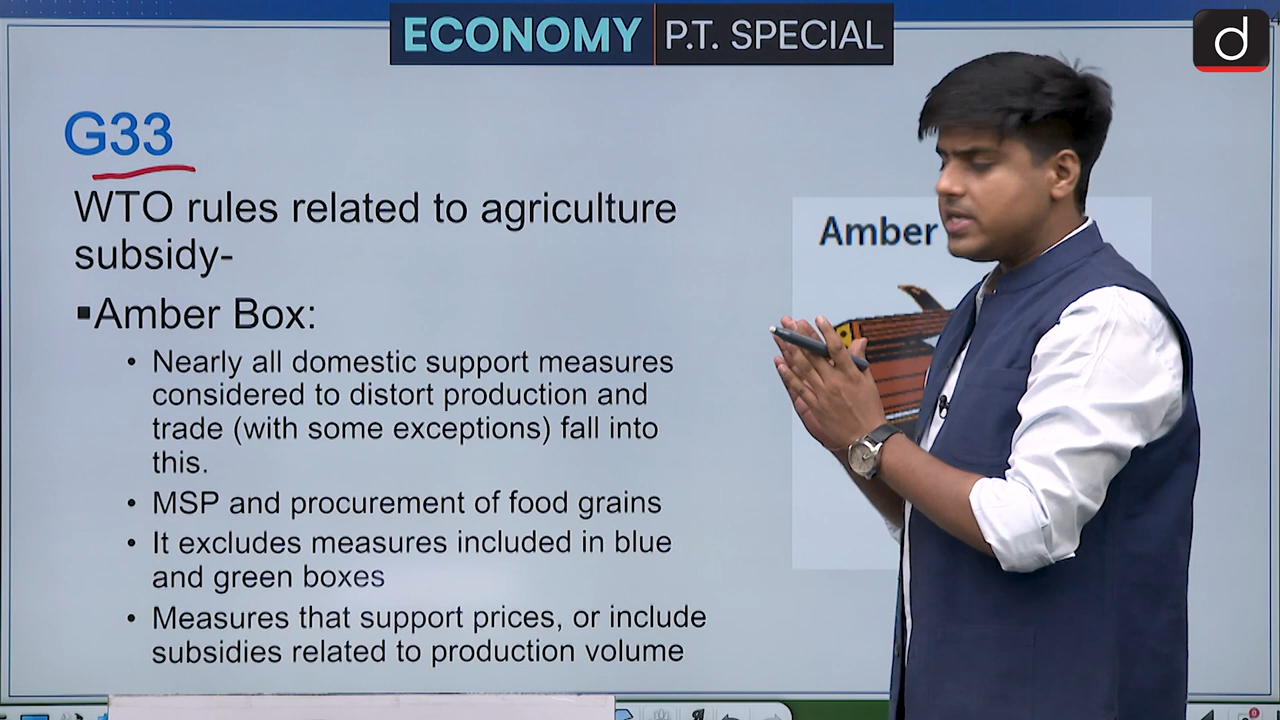 ECONOMY P.T. SPECIAL
d
G33
WTO rules related to agriculture
subsidy-
▪Amber Box:
• Nearly all domestic support measures
considered to distort production and
trade (with some exceptions) fall into
this.
• MSP and procurement of food grains
• It excludes measures included in blue
and green boxes
• Measures that support prices, or include
subsidies related to production volume
Amber